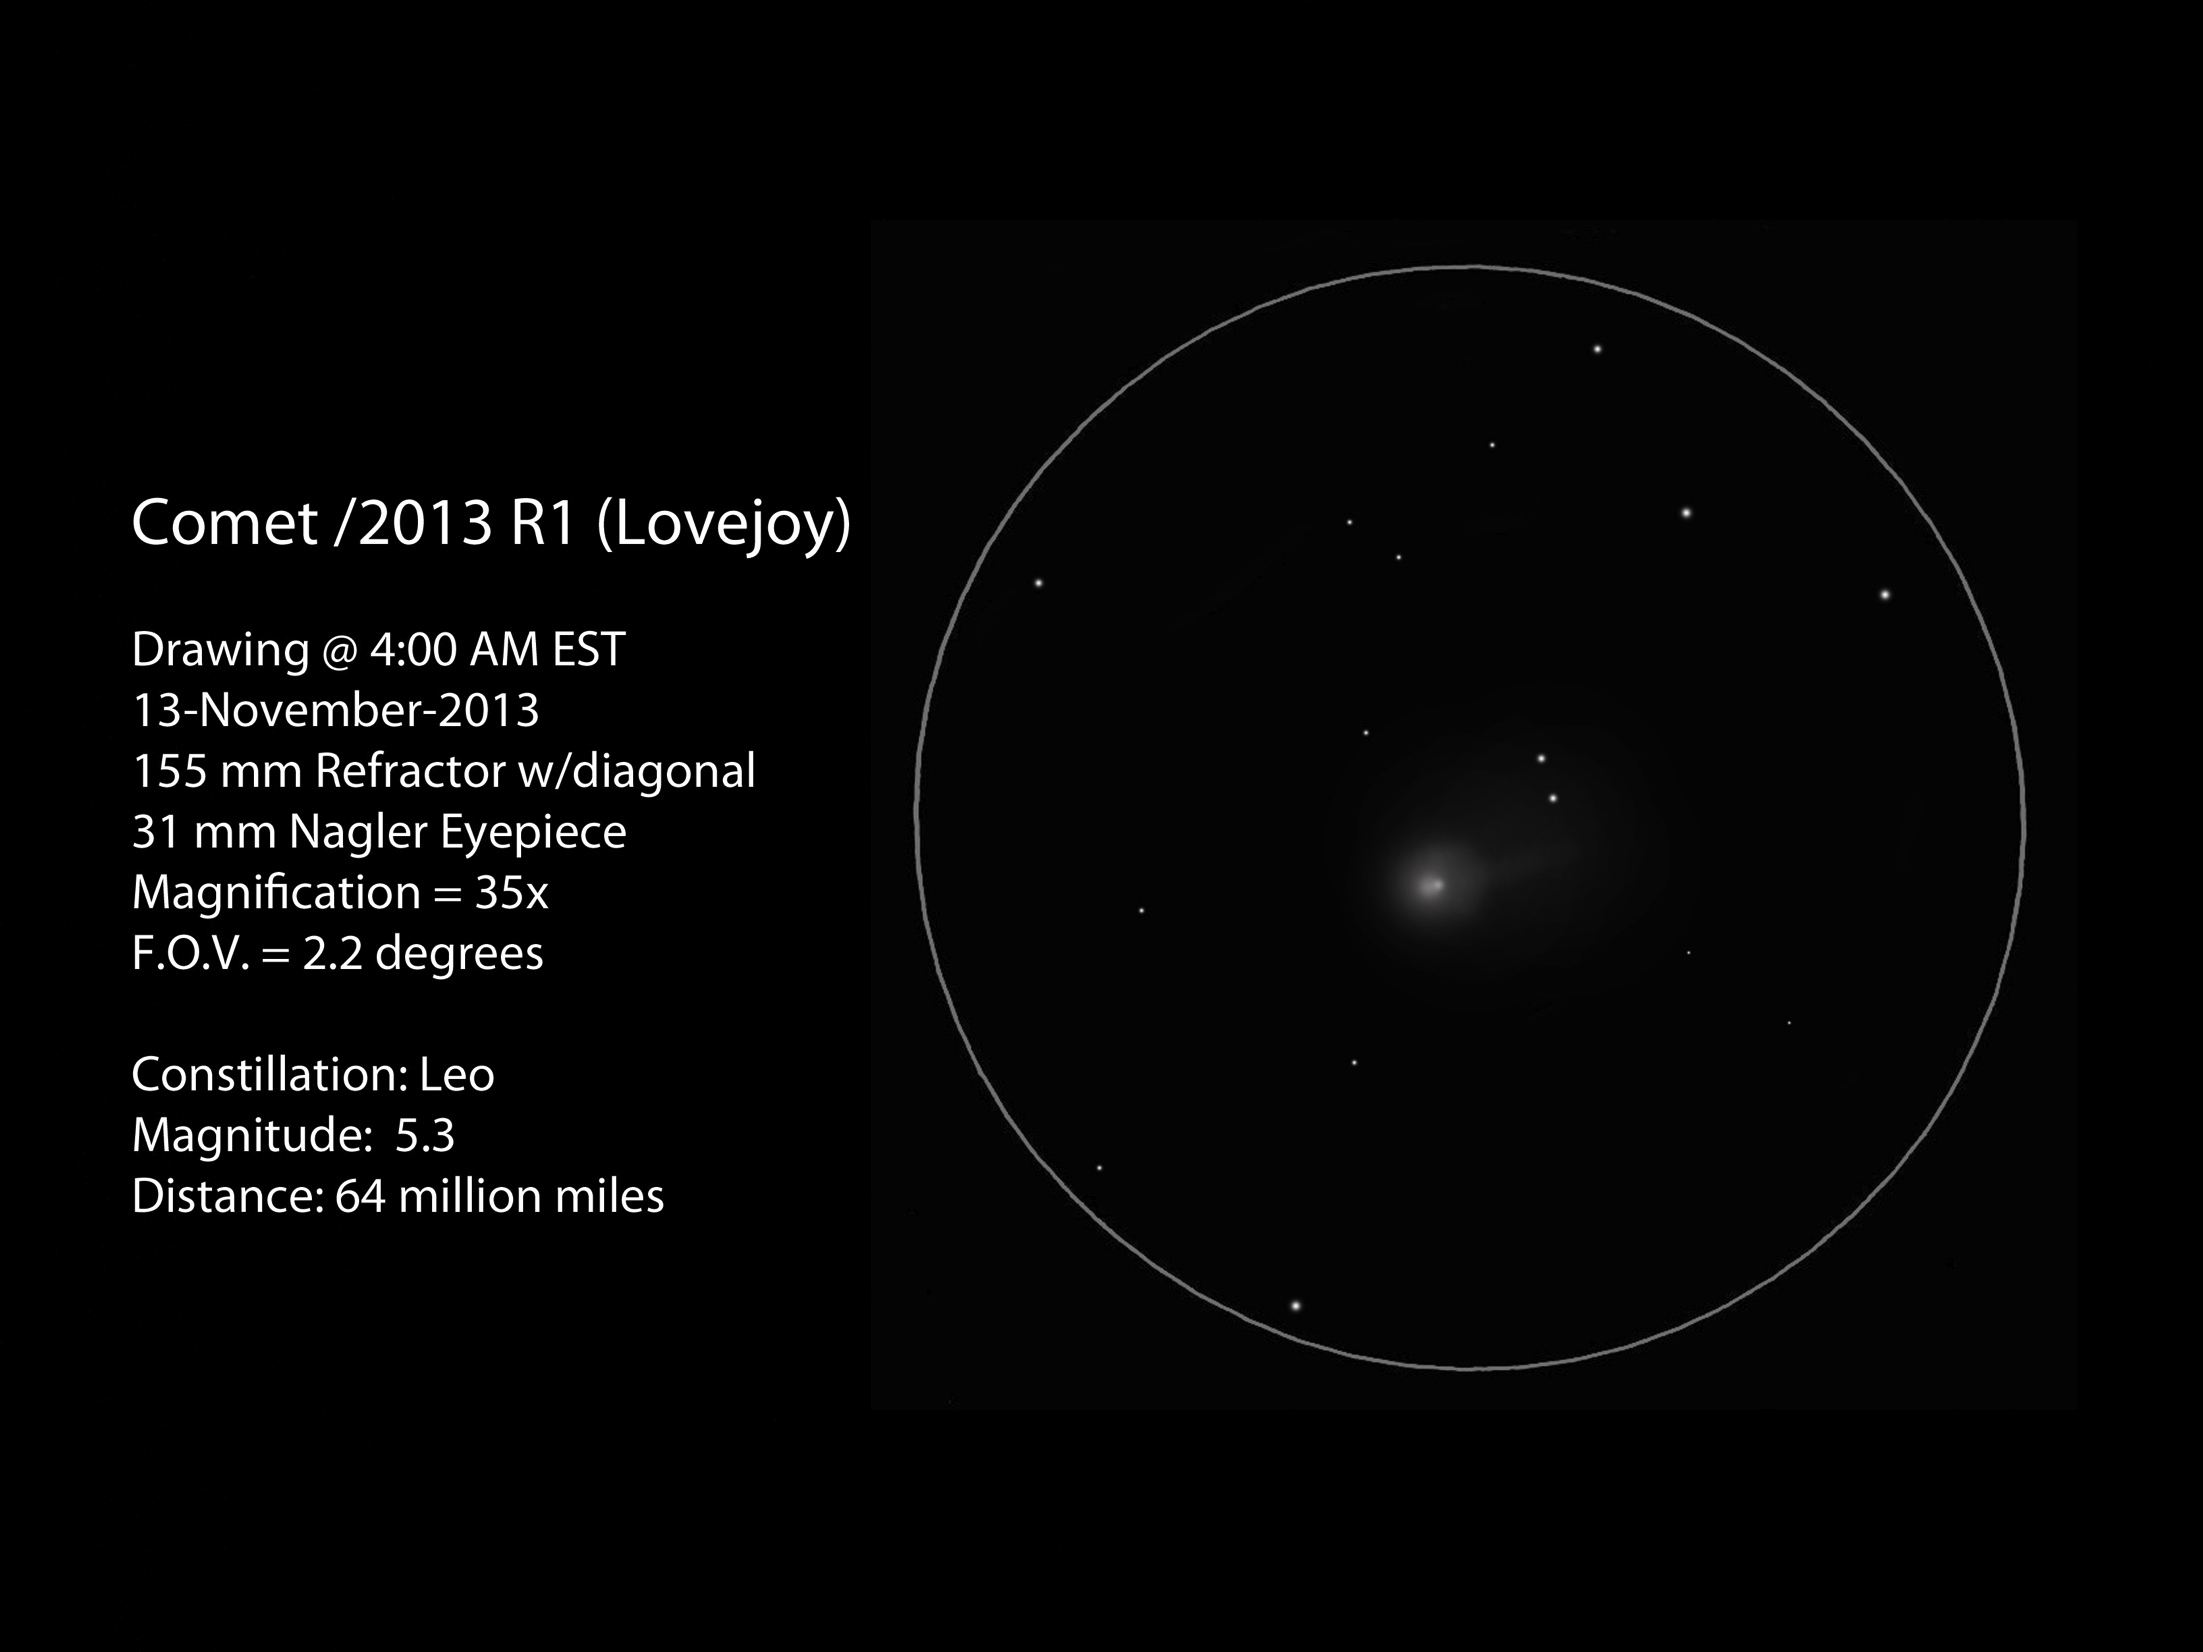 Comet /2013 R1 (Lovejoy)
Drawing @ 4:00 AM EST
13-November-2013
155 mm Refractor w/diagonal
31 mm Nagler Eyepiece
Magnification = 35x
F.O.V. = 2.2 degrees
Constillation: Leo
Magnitude:  5.3
Distance: 64 million miles